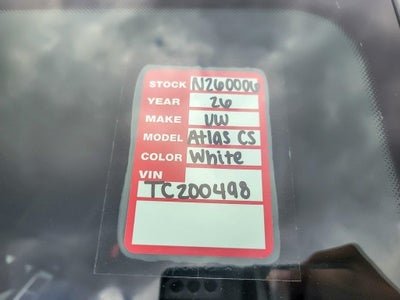 STOCK N260006
YEAR 26
MAKE VW
MODEL Atlas CS
COLOR White
VIN
TC200498